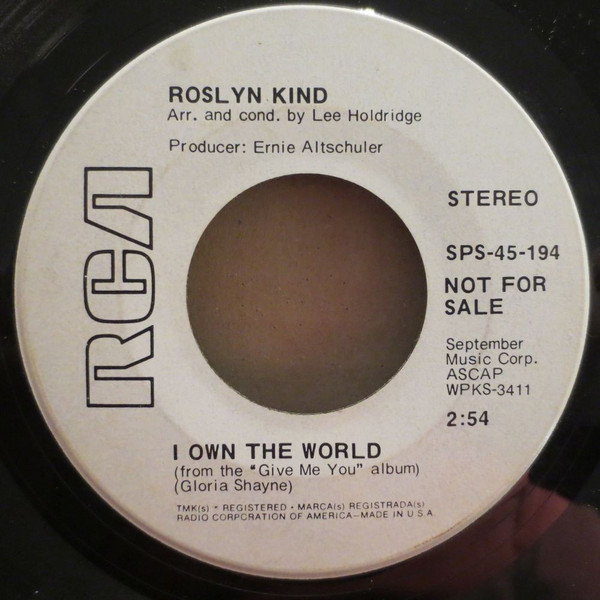 ROSLYN KIND
Arr. and cond. by Lee Holdridge
Producer: Ernie Altschuler
RCA
STEREO
SPS-45-194
NOT FOR
SALE
September
Music Corp.
ASCAP
WPKS-3411
2:54
I OWN THE WORLD
(from the "Give Me You" album)
(Gloria Shayne)
TMK(s) ® REGISTERED • MARCA(s) REGISTRADA(s)
RADIO CORPORATION OF AMERICA—MADE IN U.S.A.